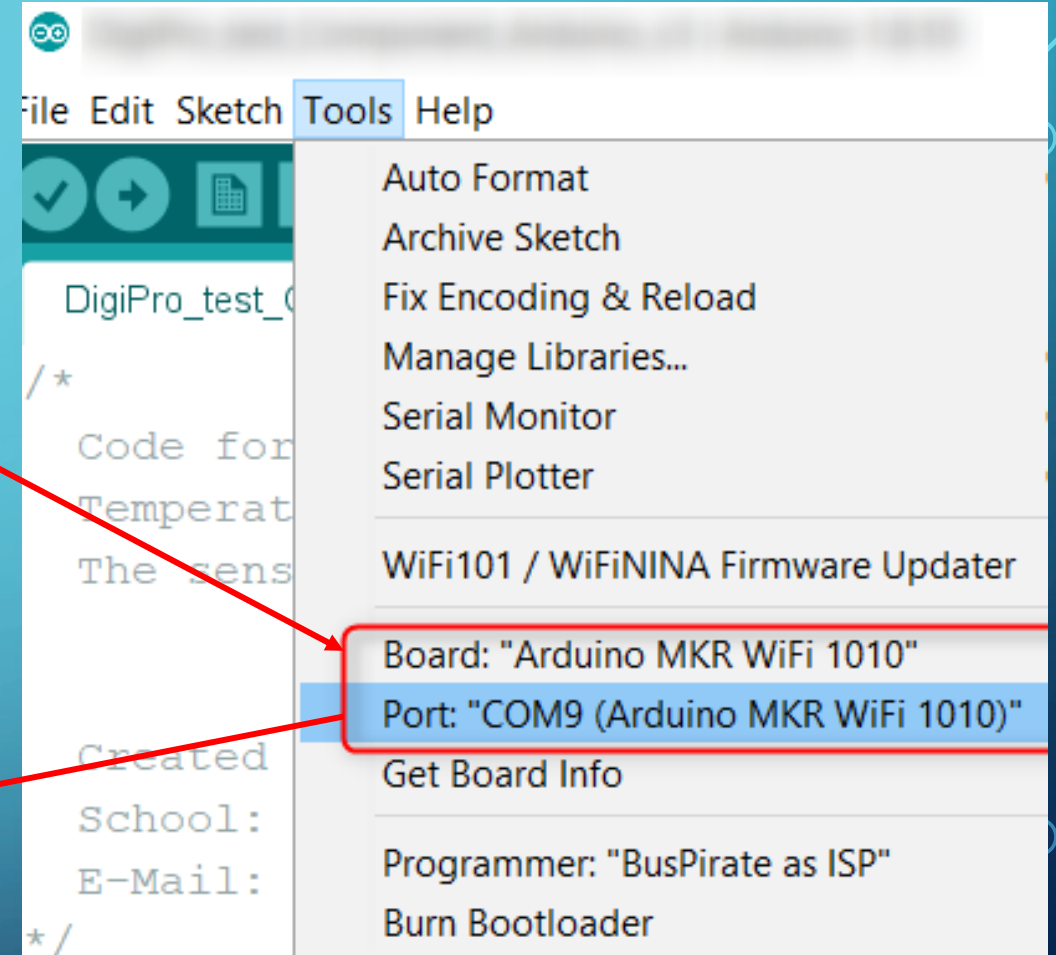 File Edit Sketch Tools Help
Auto Format
Archive Sketch
DigiPro_test_
Fix Encoding & Reload
Manage Libraries...
/*
Serial Monitor
Code for
Serial Plotter
Temperat
The sens
WiFi101 / WiFiNINA Firmware Updater
Board: "Arduino MKR WiFi 1010"
Port: "COM9 (Arduino MKR WiFi 1010)"
Created
Get Board Info
School:
Programmer: "BusPirate as ISP"
E-Mail:
Burn Bootloader
*/